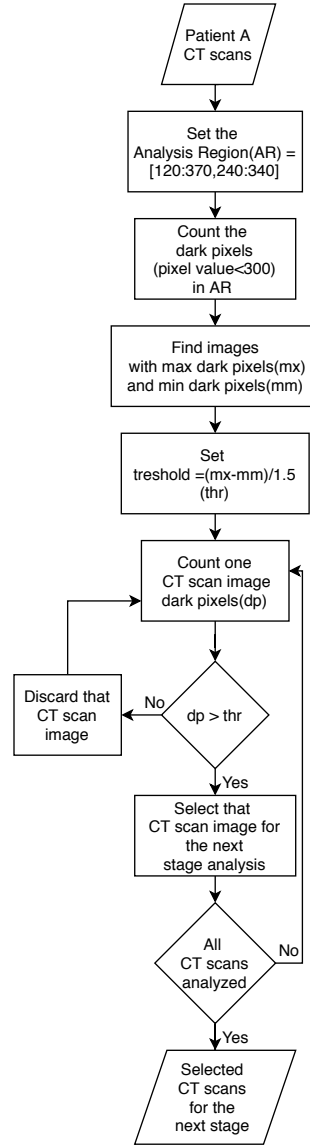 Patient A
CT scans
Set the
Analysis Region(AR) =
[120:370,240:340]
Count the
dark pixels
(pixel value<300)
in AR
Find images
with max dark pixels(mx)
and min dark pixels(mm)
Set
treshold =(mx-mm)/1.5
(thr)
Count one
CT scan image
dark pixels(dp)
Discard that
CT scan
image
No
dp > thr
Yes
Select that
CT scan image for
the next
stage analysis
All
CT scans
analyzed
No
Yes
Selected
CT scans
for the
next stage